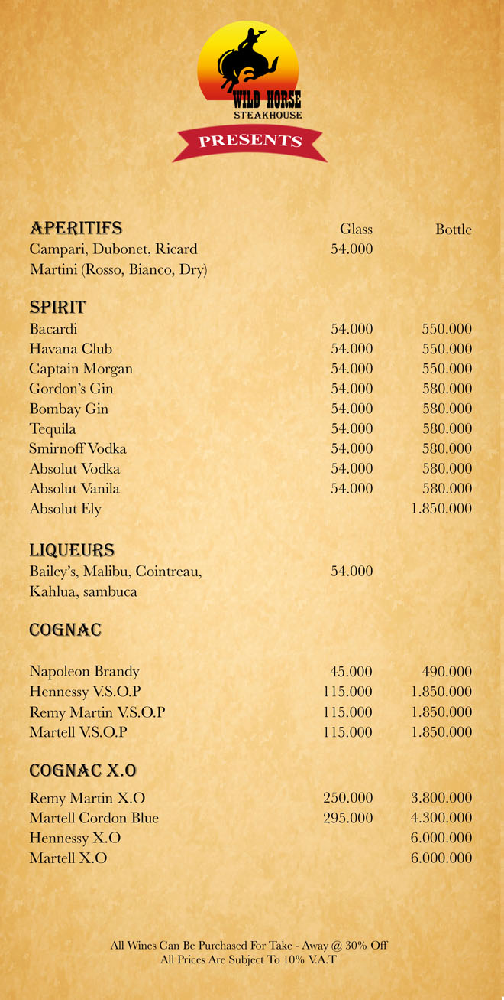 WILD HORSE
STEAKHOUSE
PRESENTS
APERITIFS Glass Bottle
Campari, Dubonet, Ricard 54.000
Martini (Rosso, Bianco, Dry)
SPIRIT
Bacardi 54.000 550.000
Havana Club 54.000 550.000
Captain Morgan 54.000 550.000
Gordon's Gin 54.000 580.000
Bombay Gin 54.000 580.000
Tequila 54.000 580.000
Smirnoff Vodka 54.000 580.000
Absolut Vodka 54.000 580.000
Absolut Vanila 54.000 580.000
Absolut Ely 1.850.000
LIQUEURS
Bailey's, Malibu, Cointreau, 54.000
Kahlua, sambuca
COGNAC
Napoleon Brandy 45.000 490.000
Hennessy V.S.O.P 115.000 1.850.000
Remy Martin V.S.O.P 115.000 1.850.000
Martell V.S.O.P 115.000 1.850.000
COGNAC X.O
Remy Martin X.O 250.000 3.800.000
Martell Cordon Blue 295.000 4.300.000
Hennessy X.O 6.000.000
Martell X.O 6.000.000
All Wines Can Be Purchased For Take - Away @ 30% Off
All Prices Are Subject To 10% V.A.T